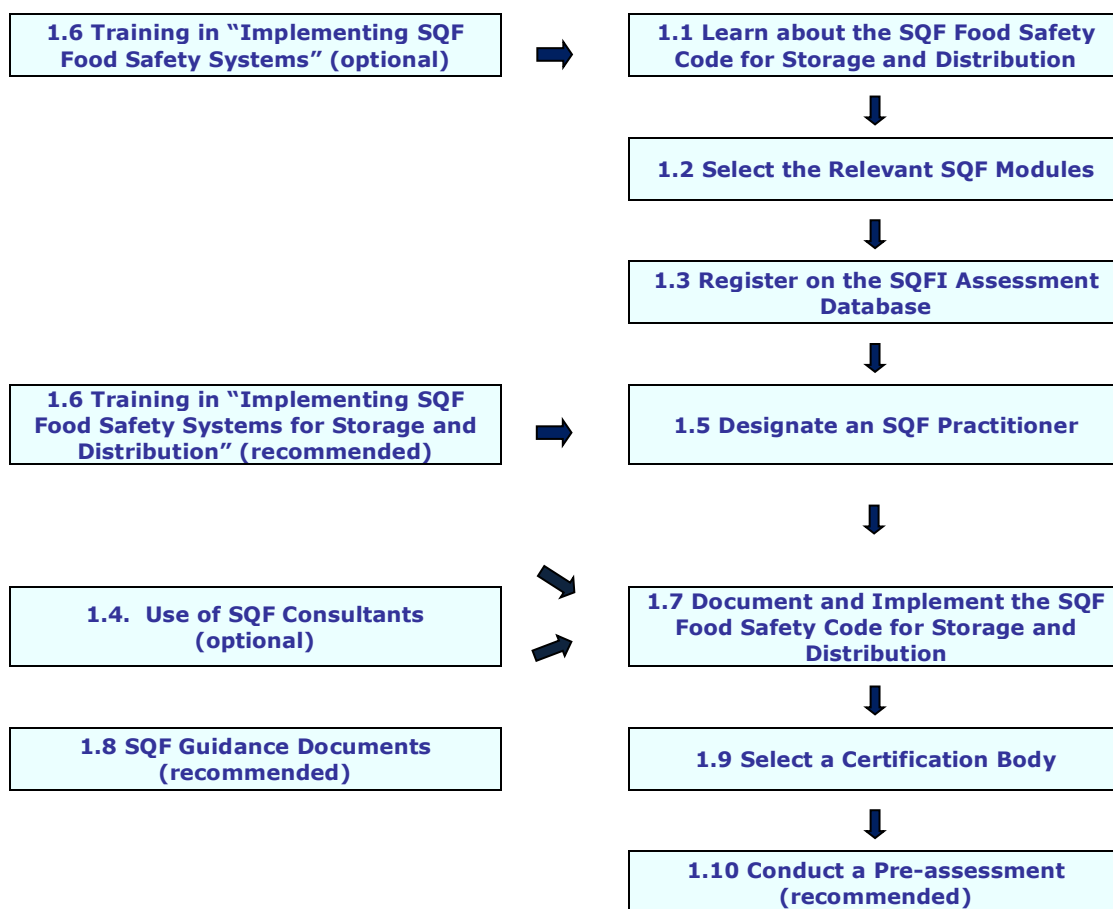 1.6 Training in “Implementing SQF
Food Safety Systems” (optional)
1.1 Learn about the SQF Food Safety
Code for Storage and Distribution
1.2 Select the Relevant SQF Modules
1.3 Register on the SQFI Assessment
Database
1.6 Training in “Implementing SQF
Food Safety Systems for Storage and
Distribution” (recommended)
1.5 Designate an SQF Practitioner
1.4.  Use of SQF Consultants
(optional)
1.7 Document and Implement the SQF
Food Safety Code for Storage and
Distribution
1.8 SQF Guidance Documents
(recommended)
1.9 Select a Certification Body
1.10 Conduct a Pre-assessment
(recommended)